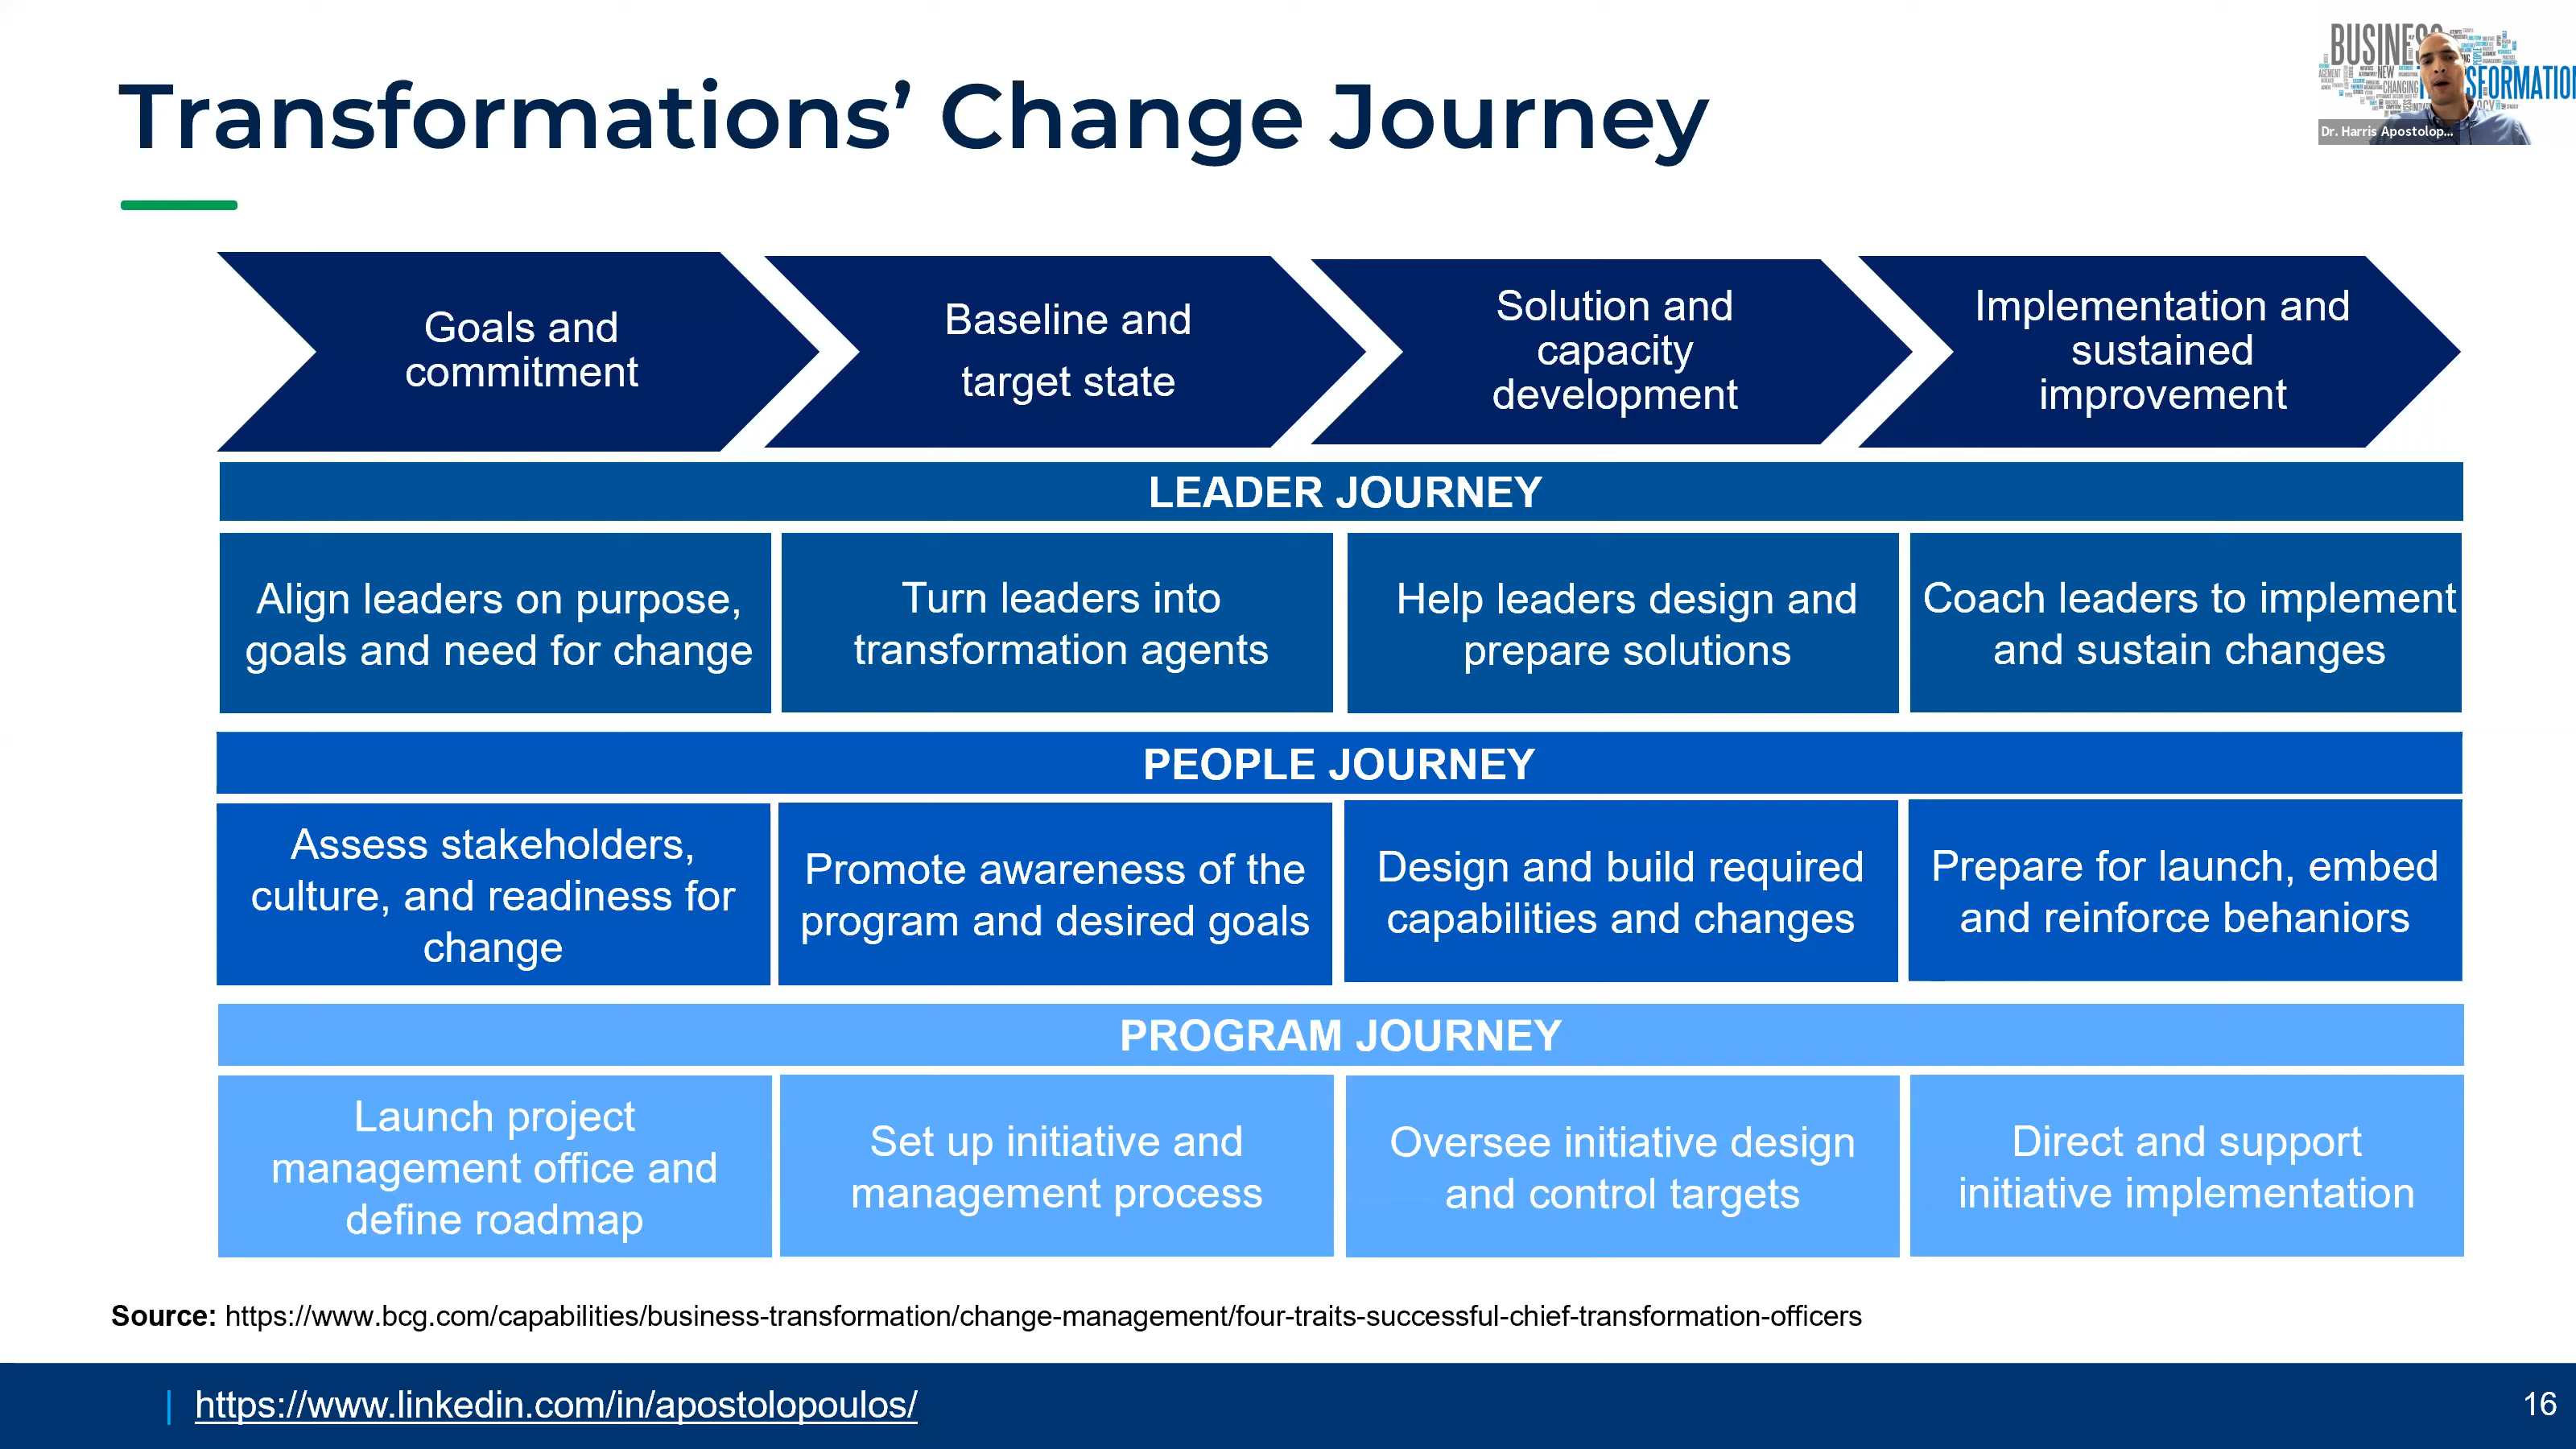 Transformations’ Change Journey
BUSINESS
NEW
CHANGING
Dr. Harris Apostolop...
Goals and
commitment
Baseline and
target state
Solution and
capacity
development
Implementation and
sustained
improvement
LEADER JOURNEY
Align leaders on purpose,
goals and need for change
Turn leaders into
transformation agents
Help leaders design and
prepare solutions
Coach leaders to implement
and sustain changes
PEOPLE JOURNEY
Assess stakeholders,
culture, and readiness for
change
Promote awareness of the
program and desired goals
Design and build required
capabilities and changes
Prepare for launch, embed
and reinforce behaniors
PROGRAM JOURNEY
Launch project
management office and
define roadmap
Set up initiative and
management process
Oversee initiative design
and control targets
Direct and support
initiative implementation
Source: https://www.bcg.com/capabilities/business-transformation/change-management/four-traits-successful-chief-transformation-officers
| https://www.linkedin.com/in/apostolopoulos/
16